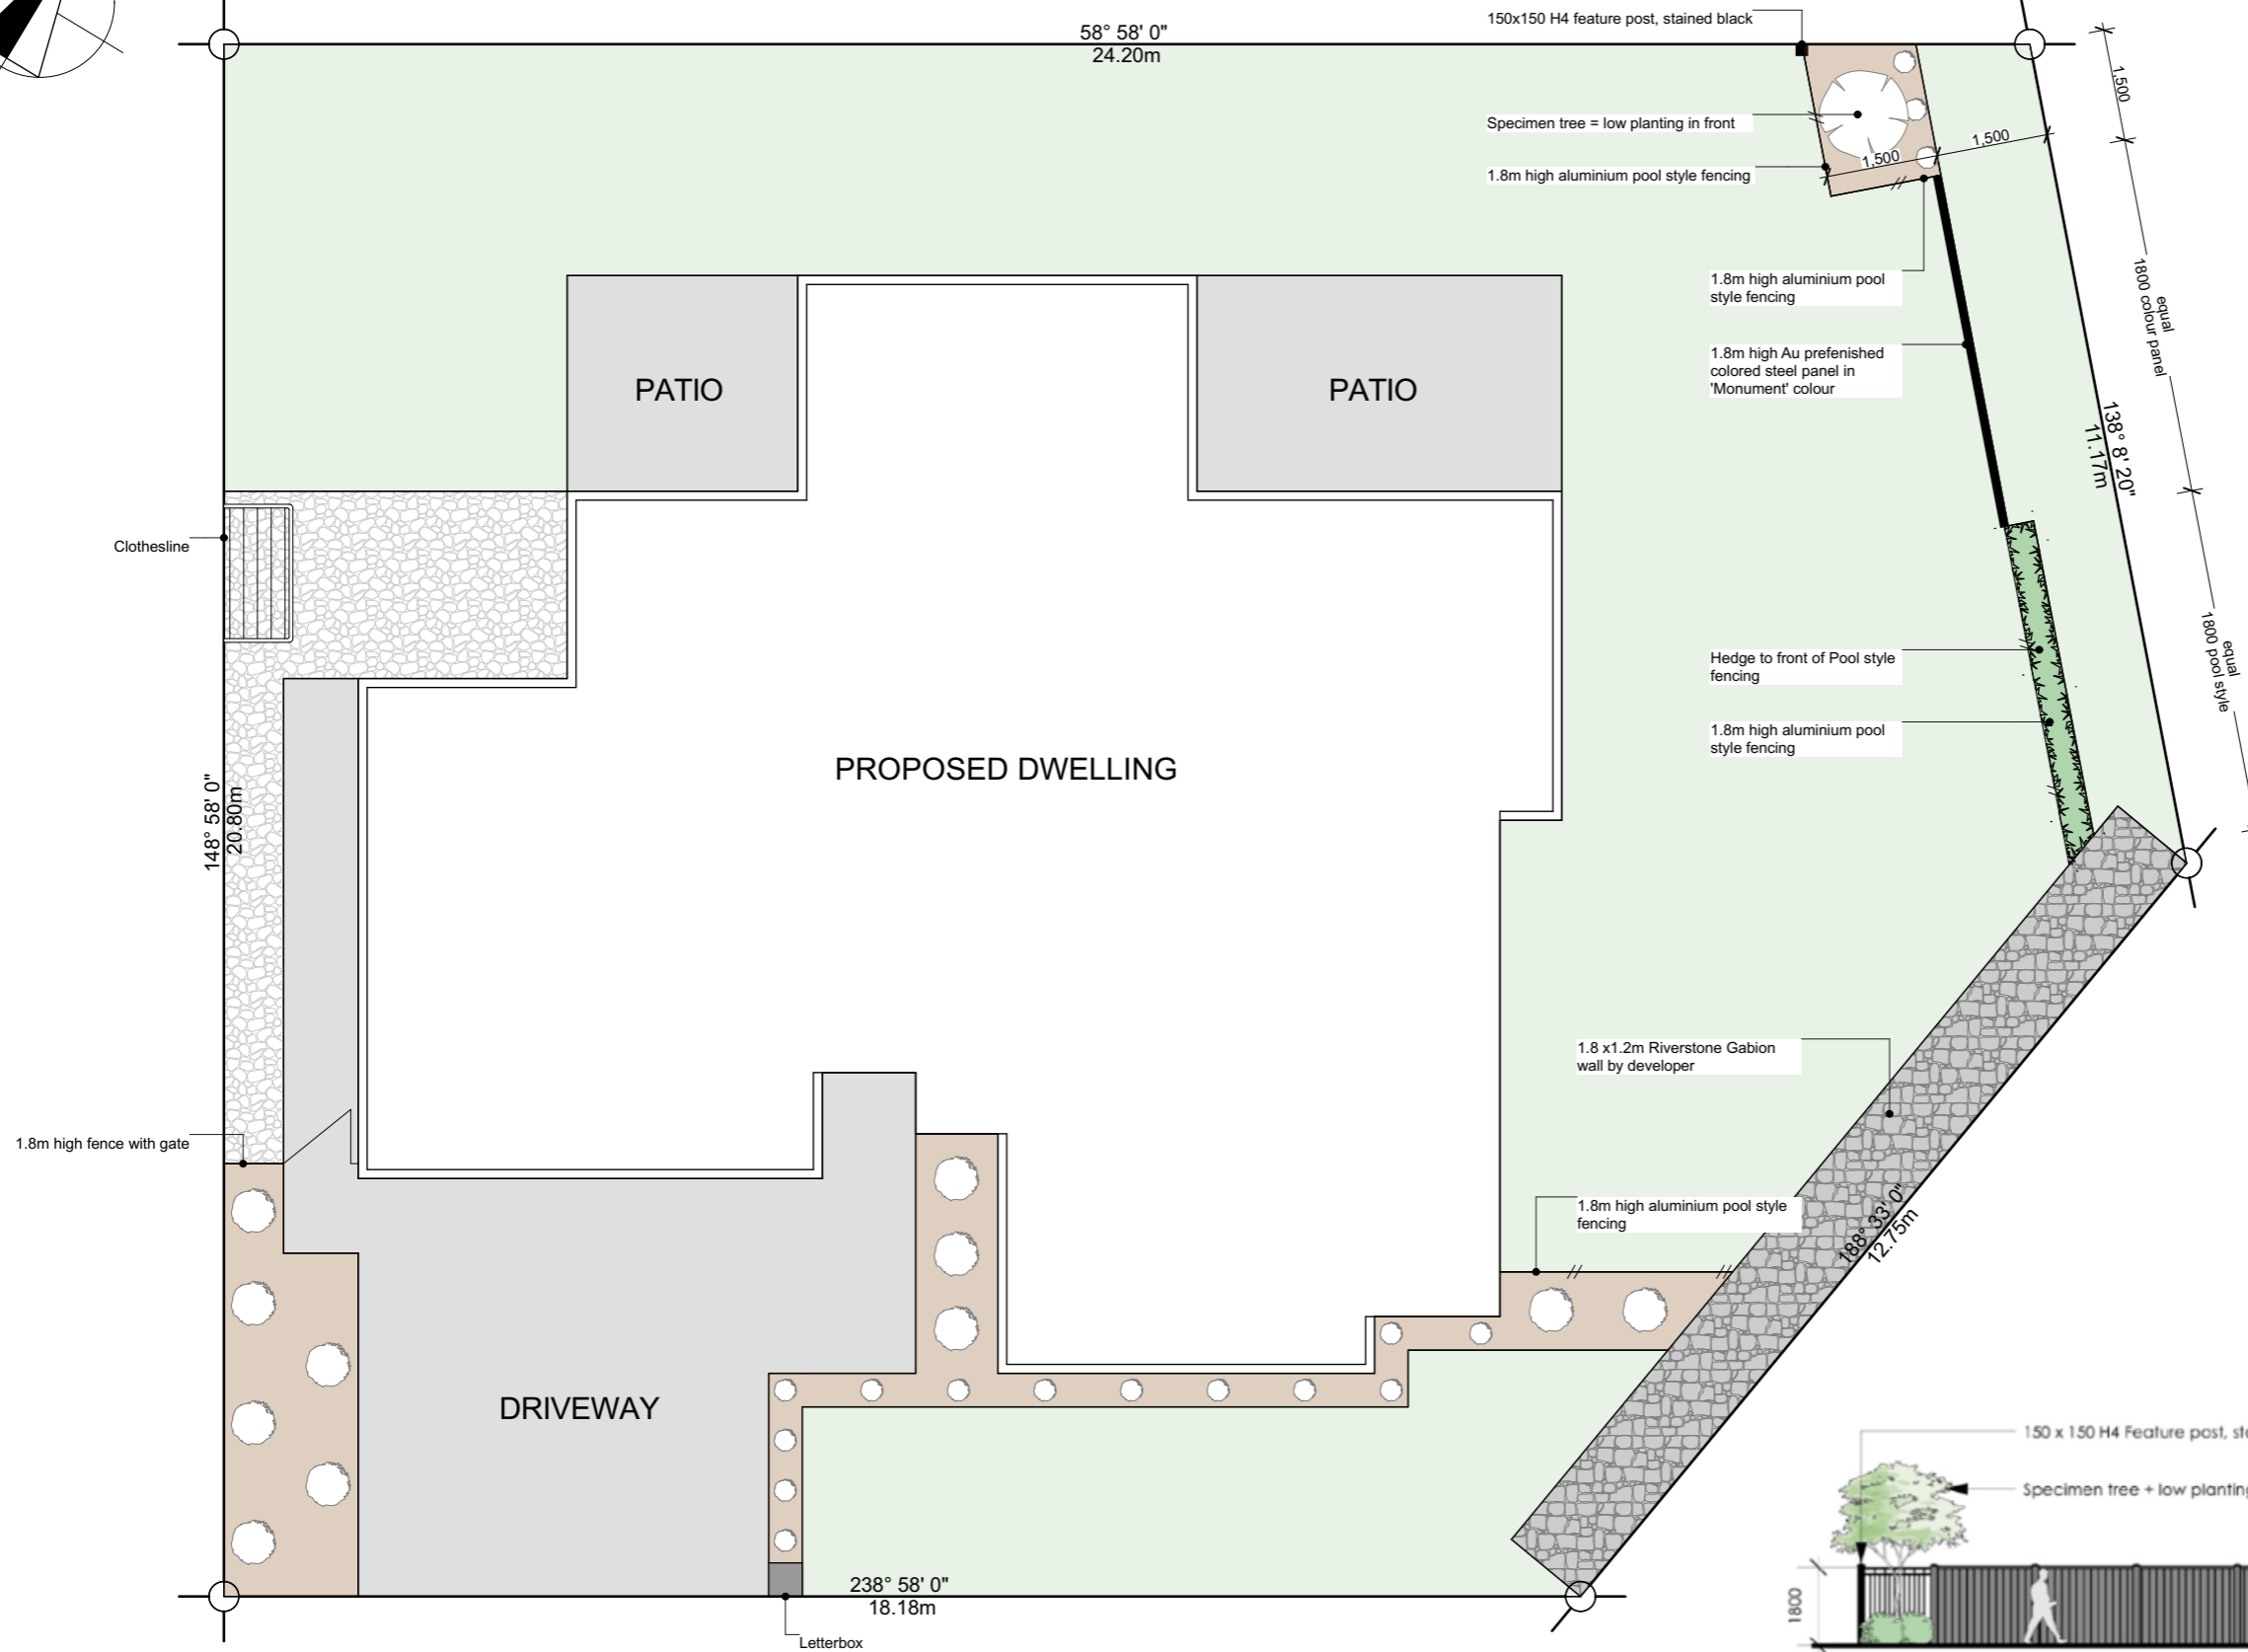 150x150 H4 feature post, stained black
58° 58' 0"
24.20m
1,500
Specimen tree = low planting in front
1,500
1,500
1.8m high aluminium pool style fencing
1.8m high aluminium pool
style fencing
equal
1800 colour panel
1.8m high Au prefenished
colored steel panel in
'Monument' colour
PATIO
PATIO
138° 8' 20"
11.17m
Clothesline
Hedge to front of Pool style
fencing
equal
1800 pool style
1.8m high aluminium pool
style fencing
PROPOSED DWELLING
148° 58' 0"
20.80m
1.8 x1.2m Riverstone Gabion
wall by developer
1.8m high fence with gate
1.8m high aluminium pool style
fencing
188° 33' 0"
12.75m
DRIVEWAY
150 x 150 H4 Feature post, sta
Specimen tree + low planting
238° 58' 0"
18.18m
1800
Letterbox